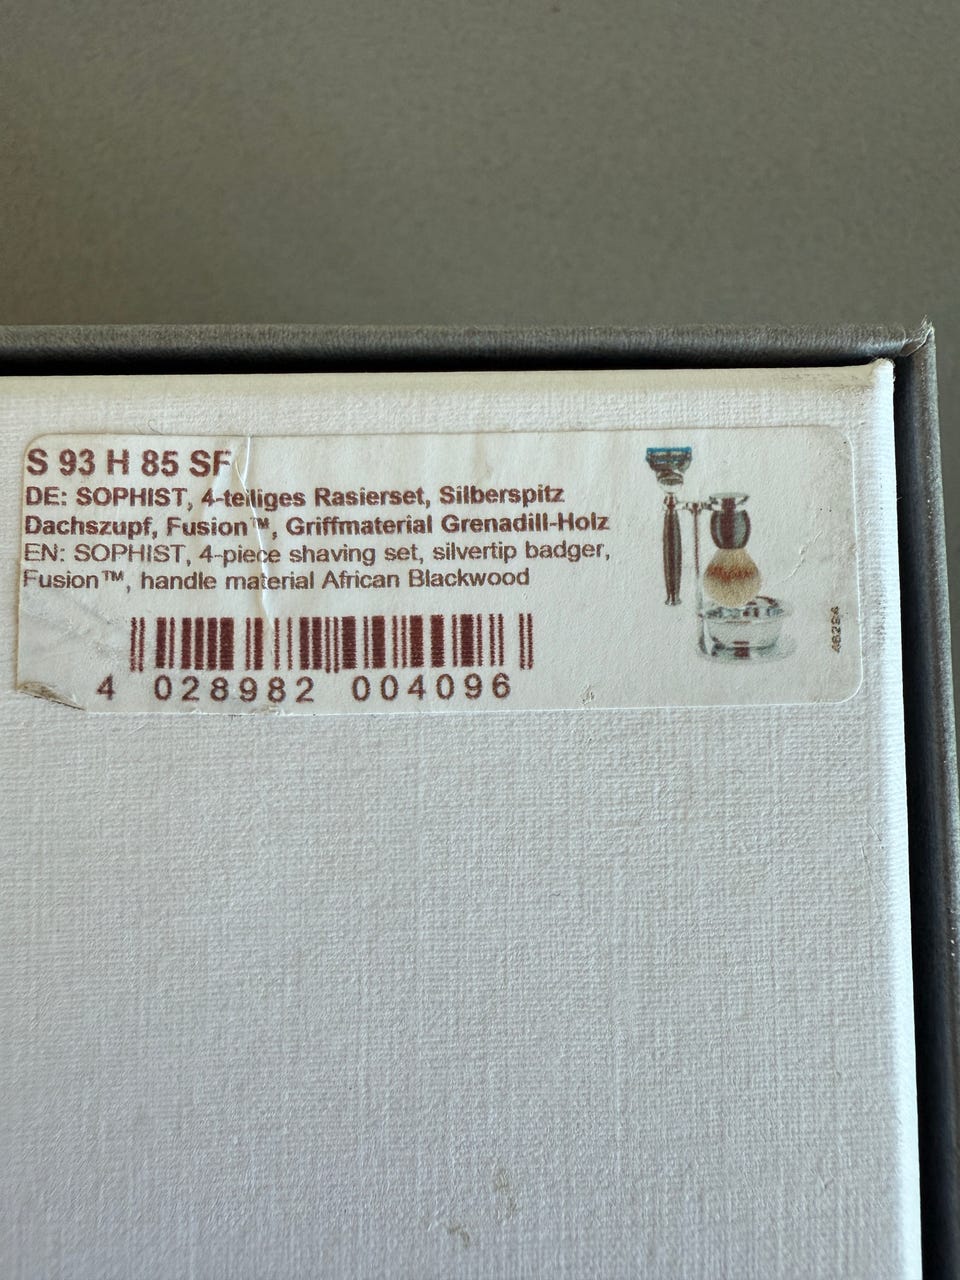 S 93 H 85 SF
DE: SOPHIST, 4-teiliges Rasierset, Silberspitz
Dachszupf, Fusion™, Griffmaterial Grenadill-Holz
EN: SOPHIST, 4-piece shaving set, silvertip badger,
Fusion™, handle material African Blackwood
4 028982 004096